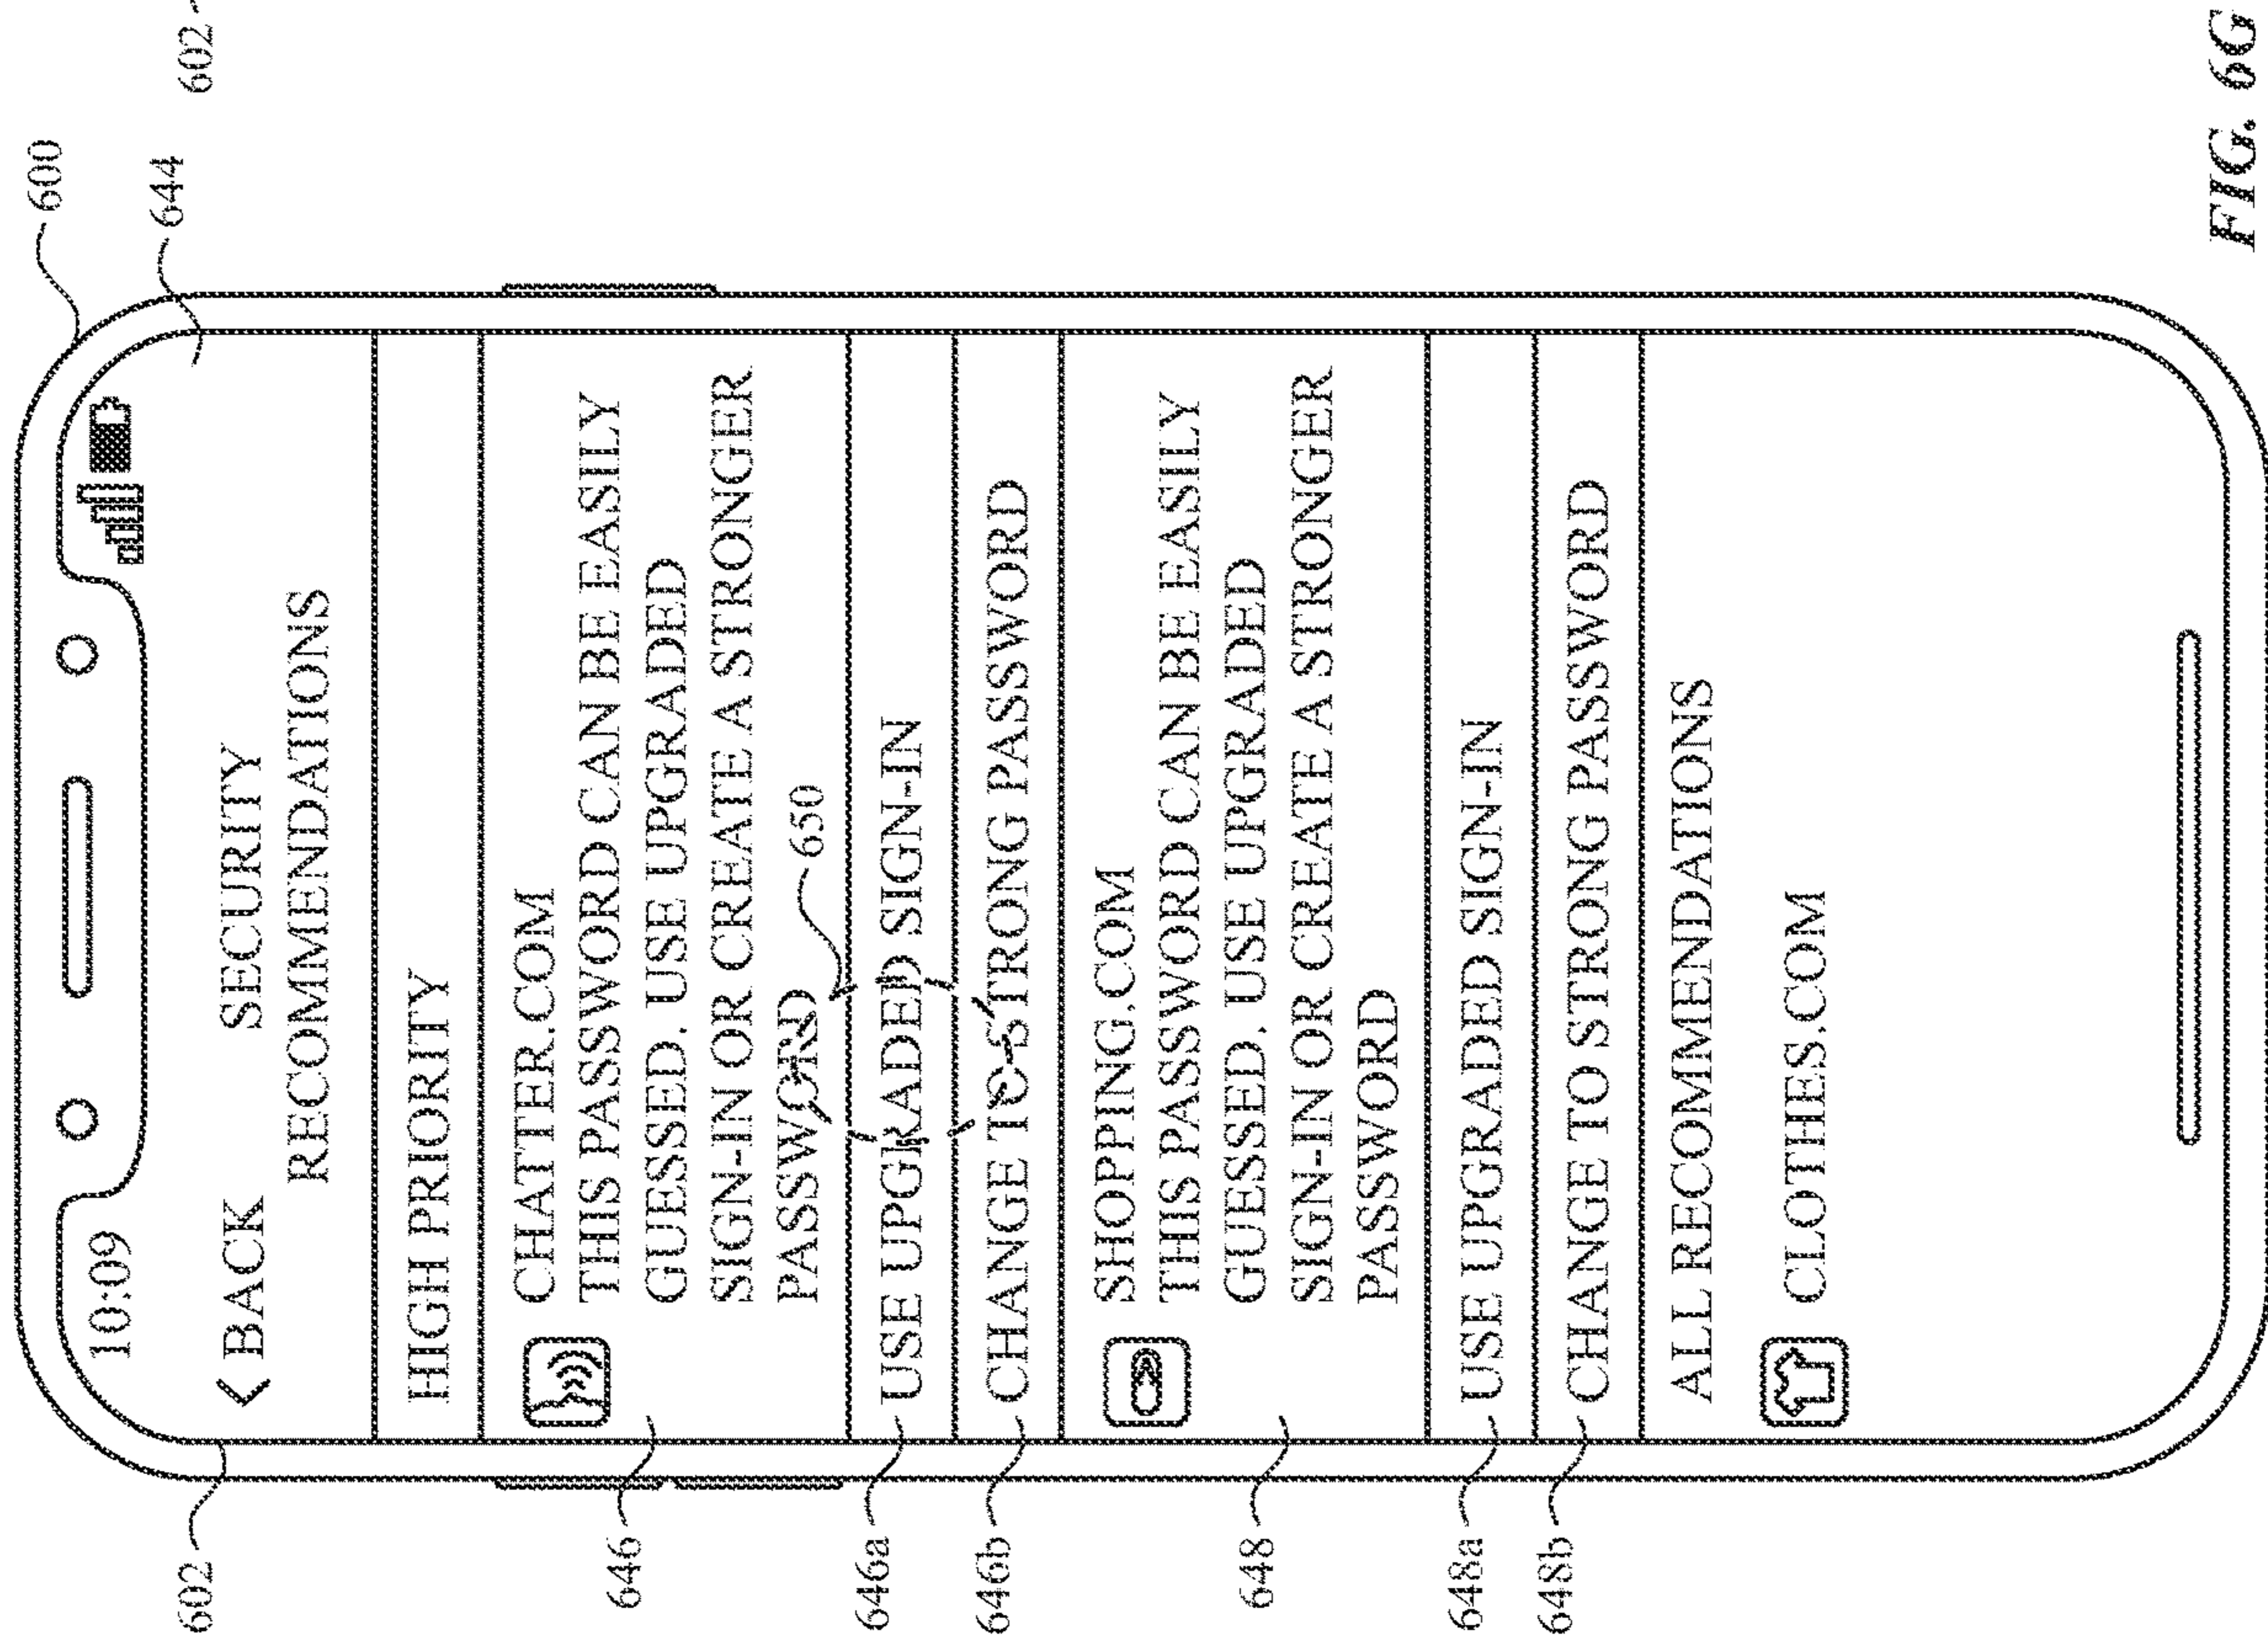 602
600
644
10:09
BACK
SECURITY
RECOMMENDATIONS
602
HIGH PRIORITY
CHATTER.COM
THIS PASSWORD CAN BE EASILY
GUESSED. USE UPGRADED
SIGN-IN OR CREATE A STRONGER
PASSWORD
646
650
USE UPGRADED SIGN-IN
646a
CHANGE TO STRONG PASSWORD
646b
SHOPPING.COM
THIS PASSWORD CAN BE EASILY
GUESSED. USE UPGRADED
SIGN-IN OR CREATE A STRONGER
PASSWORD
648
USE UPGRADED SIGN-IN
648a
CHANGE TO STRONG PASSWORD
648b
ALL RECOMMENDATIONS
CLOTHES.COM
FIG. 6G